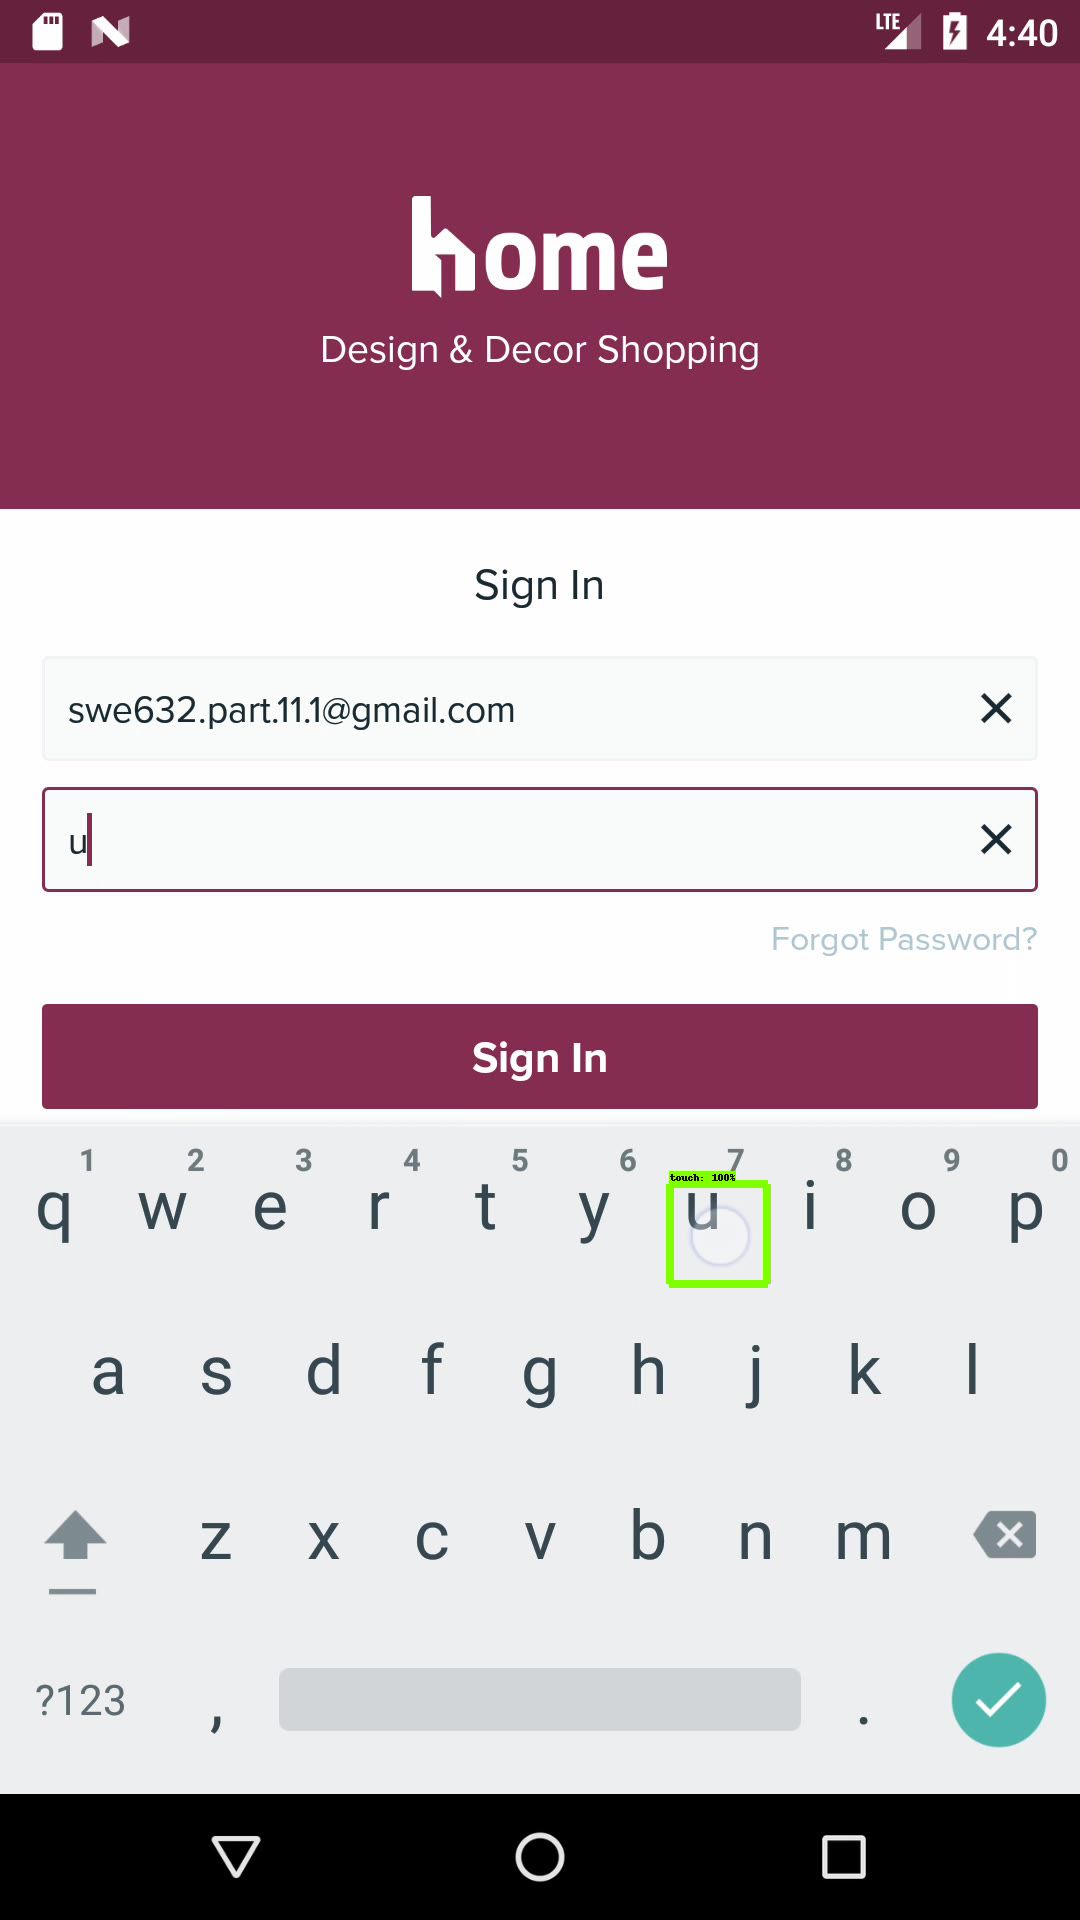 LTE 4:40
home
Design & Decor Shopping
Sign In
swe632.part.11.1@gmail.com
u
Forgot Password?
Sign In
1 2 3 4 5 6 7 8 9 0
touch: 100%
q w e r t y u i o p
a s d f g h j k l
z x c v b n m
?123 , .